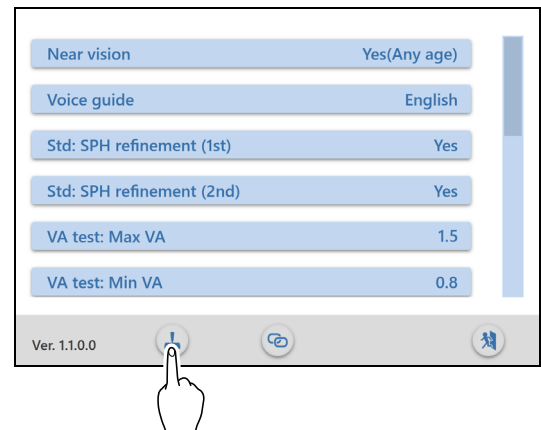 Near vision Yes(Any age)
Voice guide English
Std: SPH refinement (1st) Yes
Std: SPH refinement (2nd) Yes
VA test: Max VA 1.5
VA test: Min VA 0.8
Ver. 1.1.0.0